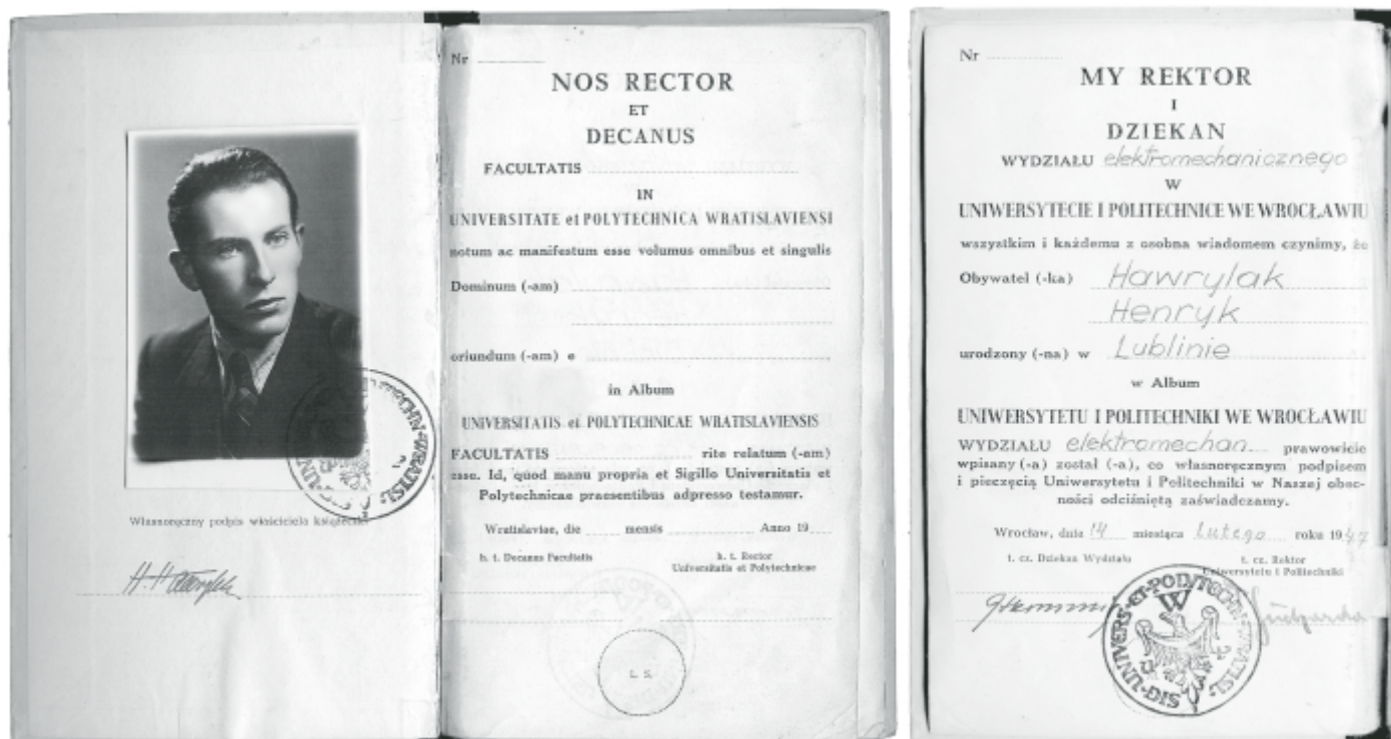 Własnoręczny podpis właściciela książeczki
Nr
NOS RECTOR
ET
DECANUS
FACULTATIS
IN
UNIVERSITATE et POLYTECHNICA WRATISLAVIENSI
notum ac manifestum esse volumus omnibus et singulis
Dominum (-am)
oriundum (-am) e
in Album
UNIVERSITATIS et POLYTECHNICAE WRATISLAVIENSIS
FACULTATIS rite relatum (-am)
esse. Id, quod manu propria et Sigillo Universitatis et
Polytechnicae praesentibus adpresso testamur.
Wratislaviae, die mensis Anno 19
h. t. Decanus Facultatis
h. t. Rector
Universitatis et Polytechnicae
L. S.
Nr
MY REKTOR
I
DZIEKAN
WYDZIAŁU elektromechanicznego
W
UNIWERSYTECIE I POLITECHNICE WE WROCŁAWIU
wszystkim i każdemu z osobna wiadomem czynimy, że
Obywatel (-ka) Hawrylak
Henryk
urodzony (-na) w Lublinie
w Album
UNIWERSYTETU I POLITECHNIKI WE WROCŁAWIU
WYDZIAŁU elektromechan. prawowicie
wpisany (-a) został (-a), co własnoręcznym podpisem
i pieczęcią Uniwersytetu i Politechniki w Naszej obec-
ności odciśniętą zaświadczamy.
Wrocław, dnia 14 miesiąca Lutego roku 1947
t. cz. Dziekan Wydziału
t. cz. Rektor
Uniwersytetu i Politechniki